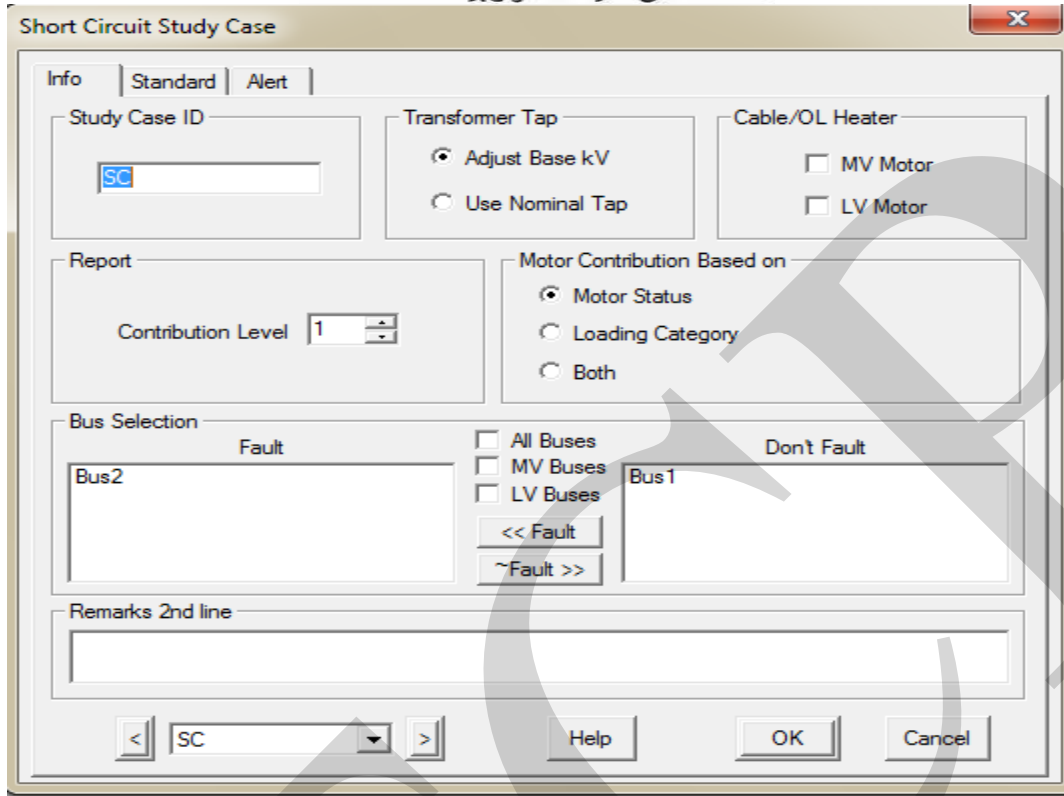 Short Circuit Study Case
Info Standard Alert
Study Case ID
SC
Transformer Tap
Adjust Base kV
Use Nominal Tap
Cable/OL Heater
MV Motor
LV Motor
Report
Contribution Level 1
Motor Contribution Based on
Motor Status
Loading Category
Both
Bus Selection
Fault
Bus2
All Buses
MV Buses
LV Buses
<< Fault
~Fault >>
Don't Fault
Bus1
Remarks 2nd line
< SC >
Help
OK
Cancel